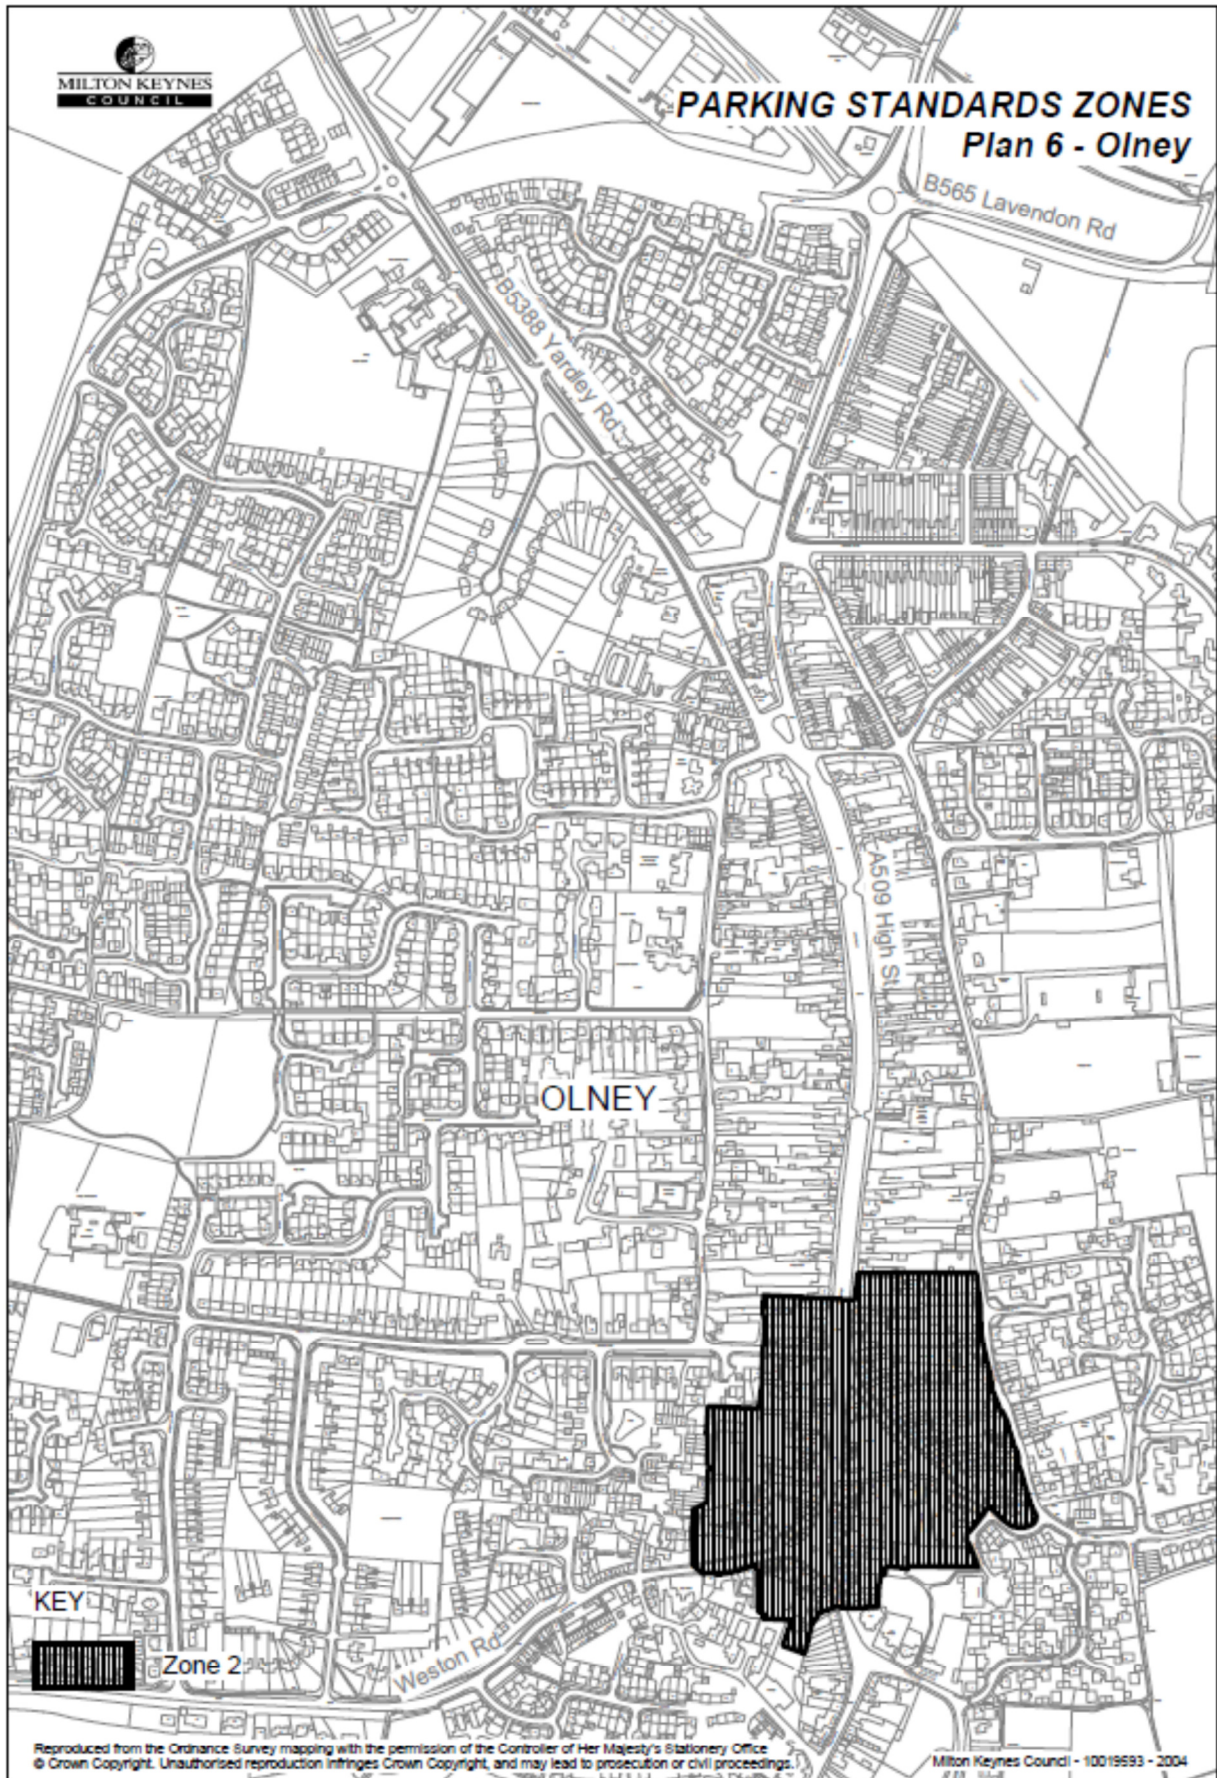 MILTON KEYNES
COUNCIL
PARKING STANDARDS ZONES
Plan 6 - Olney
B565 Lavendon Rd
B5388 Yardley Rd
A509 High St
OLNEY
KEY
Zone 2
Weston Rd
Reproduced from the Ordnance Survey mapping with the permission of the Controller of Her Majesty's Stationery Office
© Crown Copyright. Unauthorised reproduction infringes Crown Copyright, and may lead to prosecution or civil proceedings.
Milton Keynes Council - 10019593 - 2004